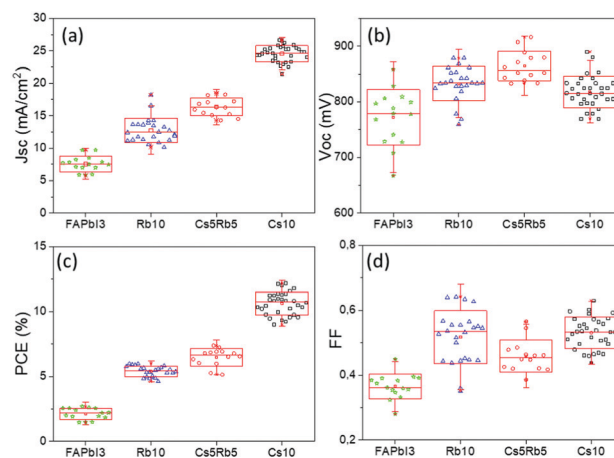 (a)
Jsc (mA/cm²)
30
25
20
15
10
5
0
FAPbI3 Rb10 Cs5Rb5 Cs10
(b)
Voc (mV)
900
800
700
600
FAPbI3 Rb10 Cs5Rb5 Cs10
(c)
PCE (%)
15
10
5
0
FAPbI3 Rb10 Cs5Rb5 Cs10
(d)
FF
0,8
0,6
0,4
0,2
FAPbI3 Rb10 Cs5Rb5 Cs10